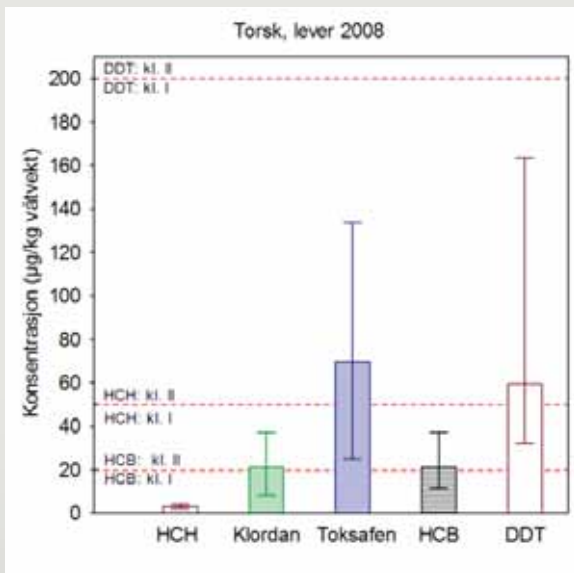 Torsk, lever 2008
Konsentrasjon (µg/kg våtvekt)
200
180
160
140
120
100
80
60
40
20
0
DDT: kl. II
DDT: kl. I
HCH: kl. II
HCH: kl. I
HCB: kl. II
HCB: kl. I
HCH Klordan Toksafen HCB DDT